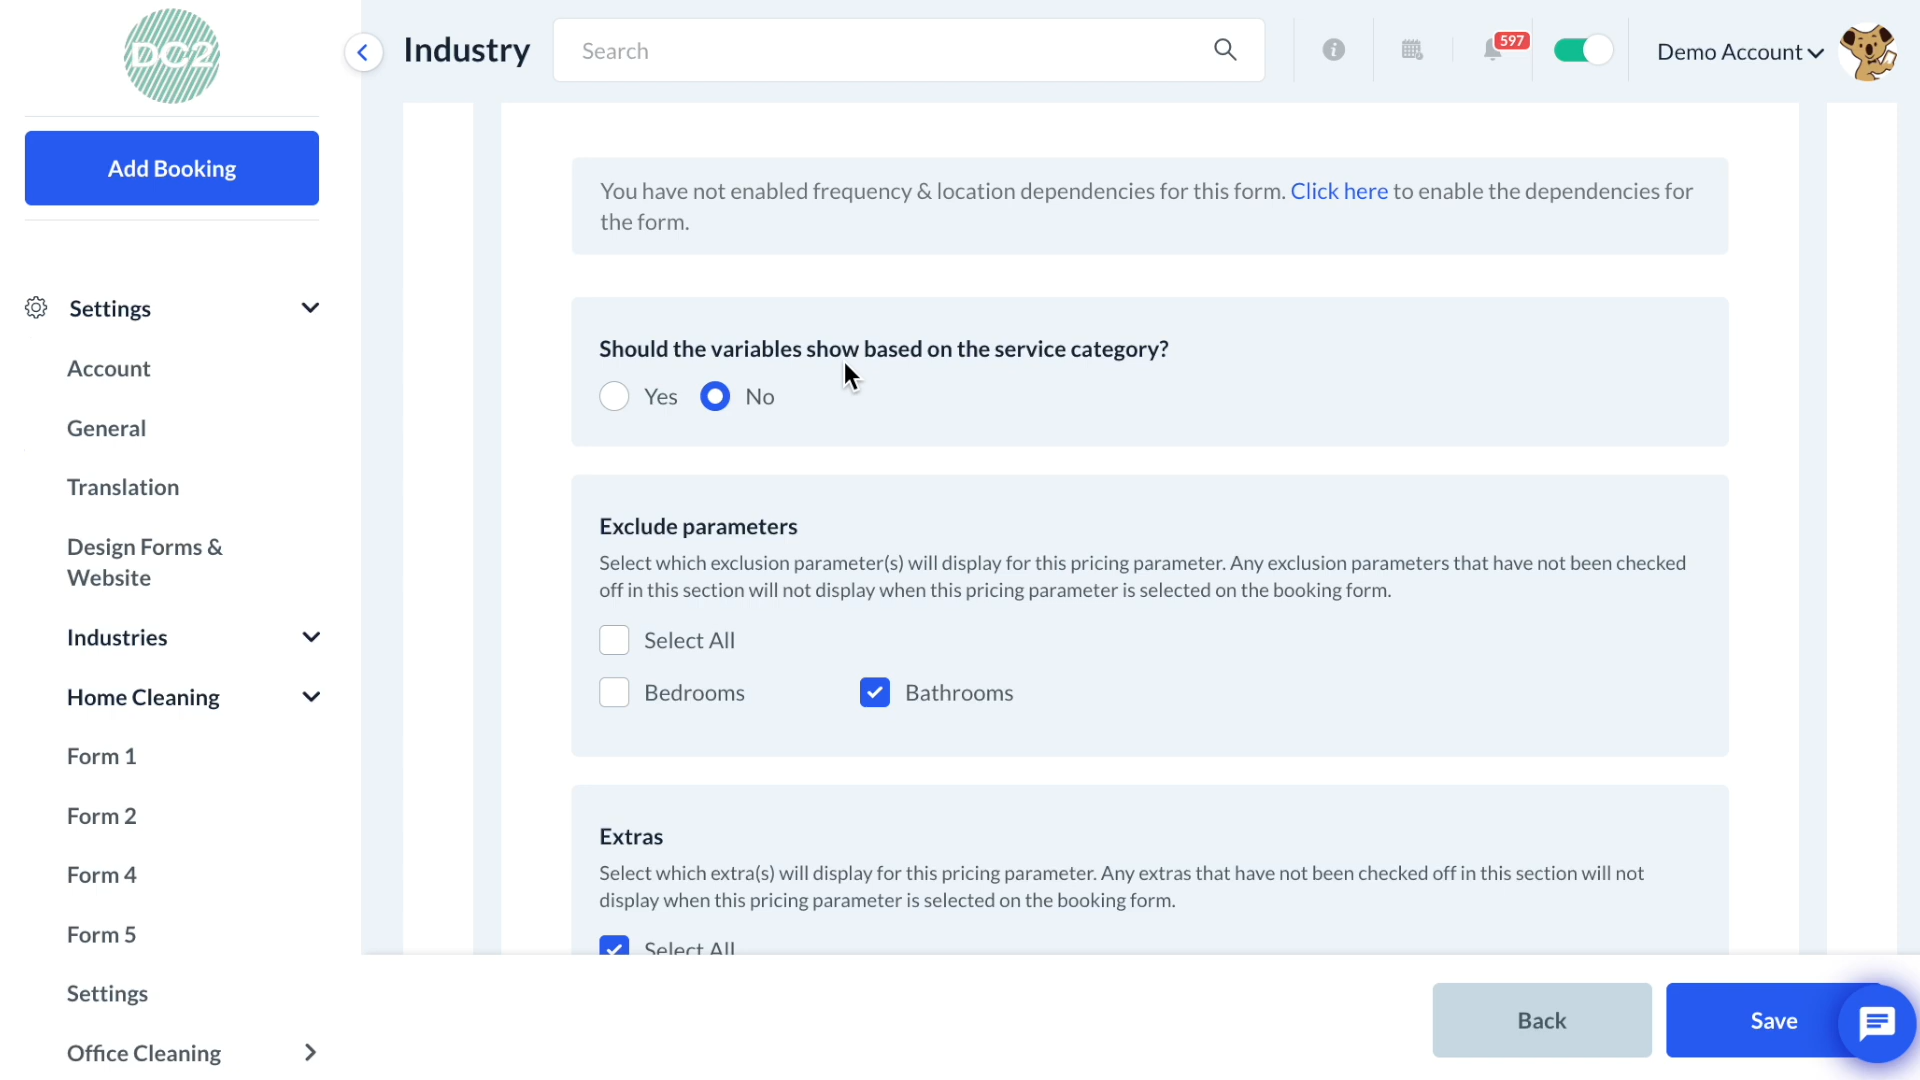 DC2
Industry
Search
597
Demo Account
Add Booking
Settings
Account
General
Translation
Design Forms &
Website
Industries
Home Cleaning
Form 1
Form 2
Form 4
Form 5
Settings
Office Cleaning
You have not enabled frequency & location dependencies for this form. Click here to enable the dependencies for
the form.
Should the variables show based on the service category?
Yes No
Exclude parameters
Select which exclusion parameter(s) will display for this pricing parameter. Any exclusion parameters that have not been checked
off in this section will not display when this pricing parameter is selected on the booking form.
Select All
Bedrooms Bathrooms
Extras
Select which extra(s) will display for this pricing parameter. Any extras that have not been checked off in this section will not
display when this pricing parameter is selected on the booking form.
Select All
Back
Save